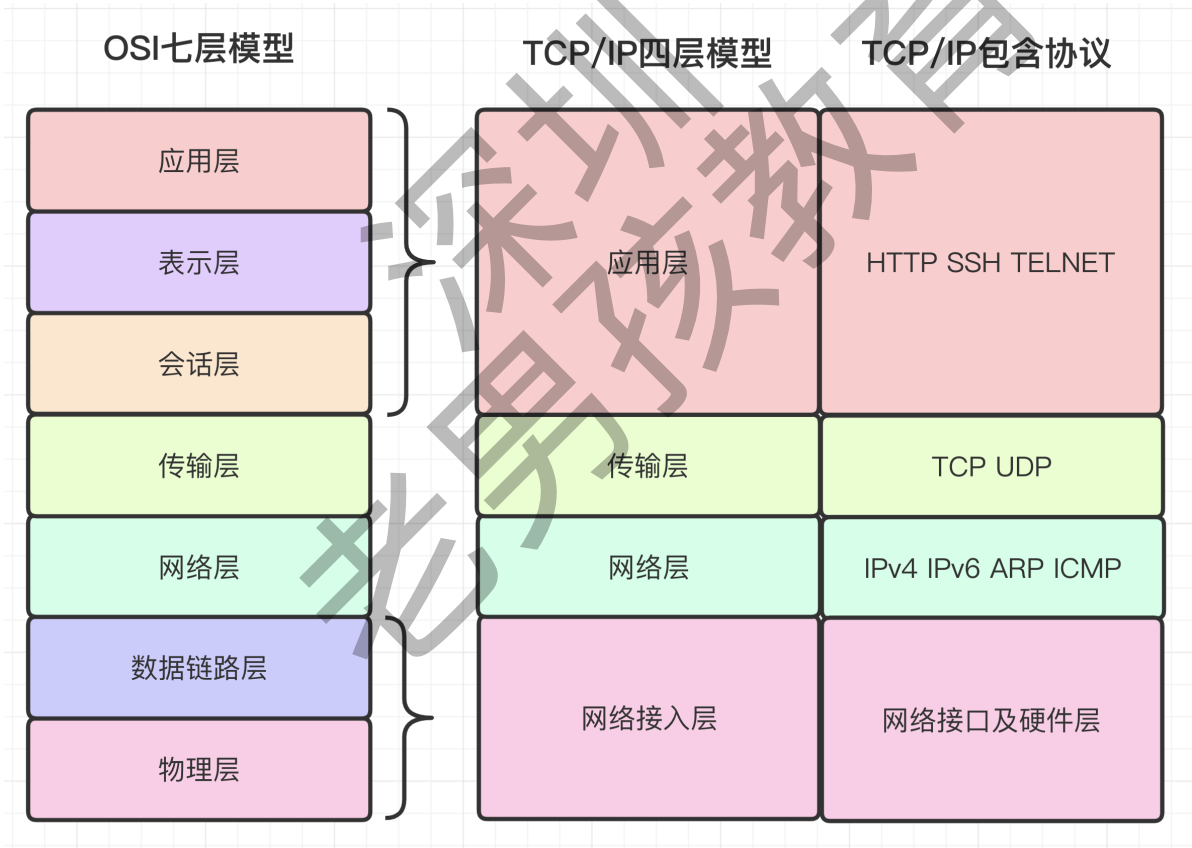 OSI七层模型
TCP/IP四层模型
TCP/IP包含协议
应用层
表示层
会话层
传输层
网络层
数据链路层
物理层
应用层
传输层
网络层
网络接入层
HTTP SSH TELNET
TCP UDP
IPv4 IPv6 ARP ICMP
网络接口及硬件层
深圳
老男孩教育